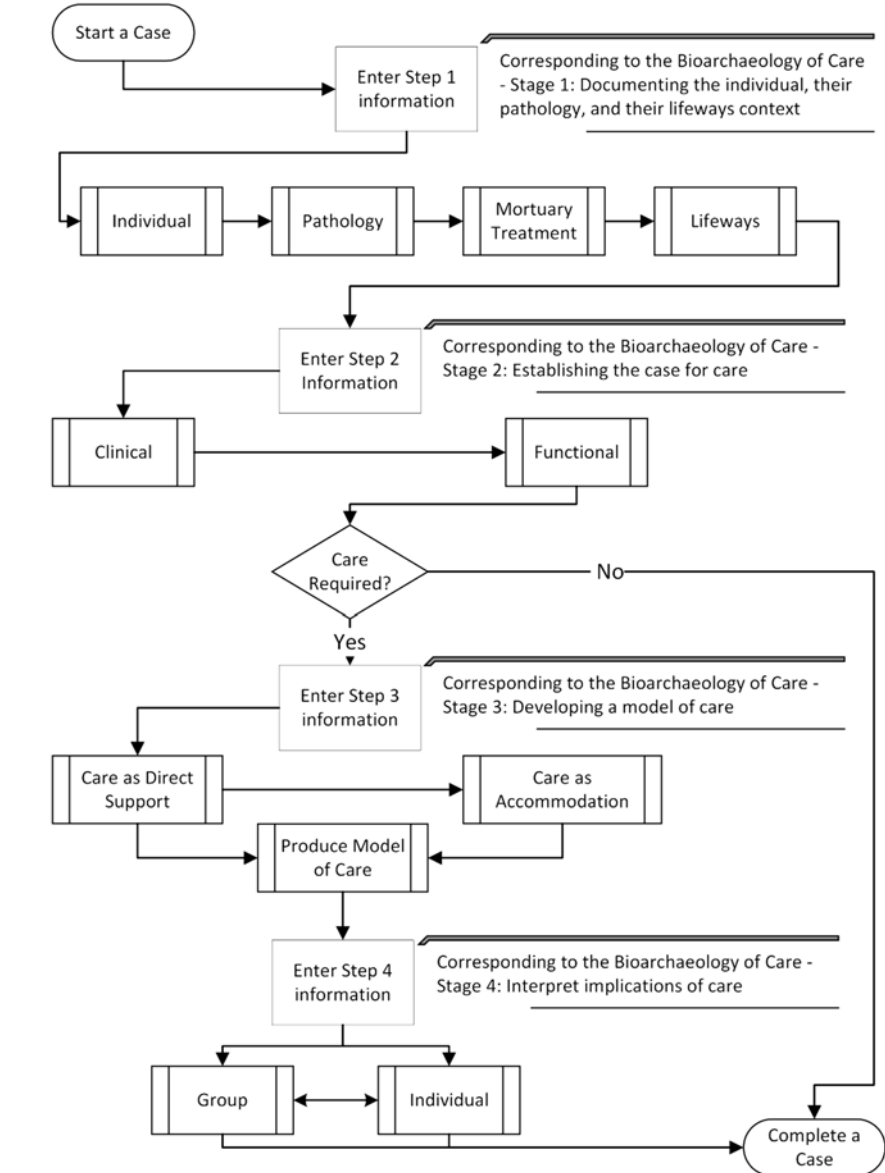 Start a Case
Enter Step 1
information
Corresponding to the Bioarchaeology of Care
- Stage 1: Documenting the individual, their
pathology, and their lifeways context
Individual
Pathology
Mortuary
Treatment
Lifeways
Enter Step 2
Information
Corresponding to the Bioarchaeology of Care -
Stage 2: Establishing the case for care
Clinical
Functional
Care
Required?
No
Yes
Enter Step 3
information
Corresponding to the Bioarchaeology of Care -
Stage 3: Developing a model of care
Care as Direct
Support
Care as
Accommodation
Produce Model
of Care
Enter Step 4
information
Corresponding to the Bioarchaeology of Care -
Stage 4: Interpret implications of care
Group
Individual
Complete a
Case